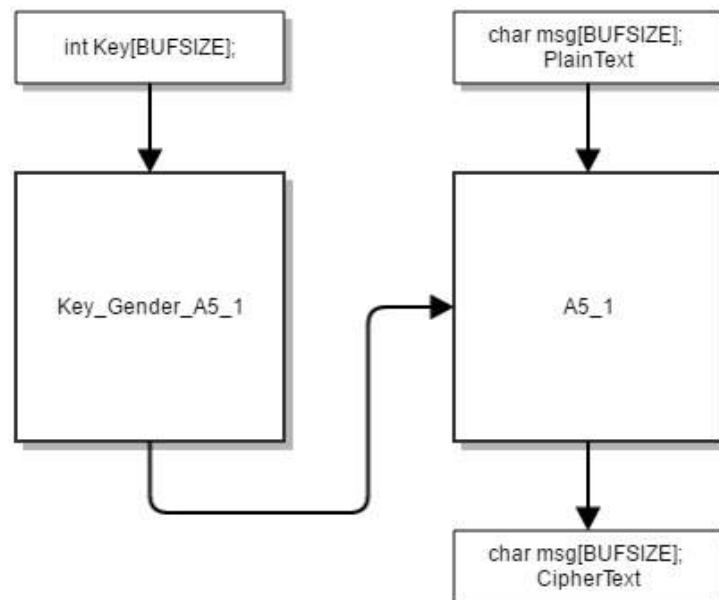 int Key[BUFSIZE];
char msg[BUFSIZE];
PlainText
Key_Gender_A5_1
A5_1
char msg[BUFSIZE];
CipherText